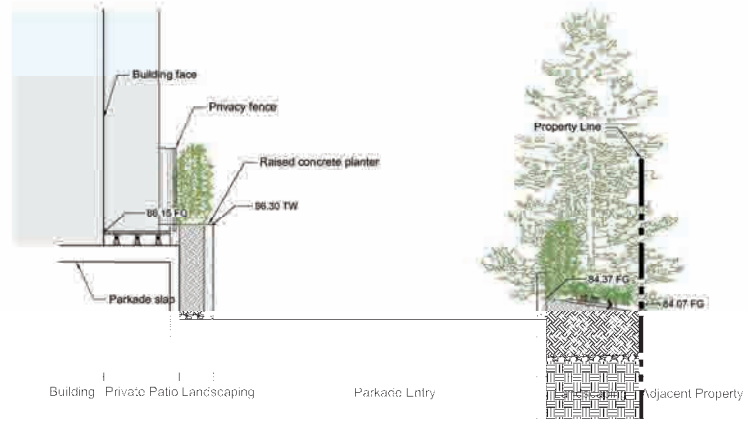 Building face
Privacy fence
Property Line
Raised concrete planter
86.15 FG
86.30 TW
84.37 FG
Parkade slab
84.07 FG
Building Private Patio Landscaping Parkade Entry Landscaping Adjacent Property